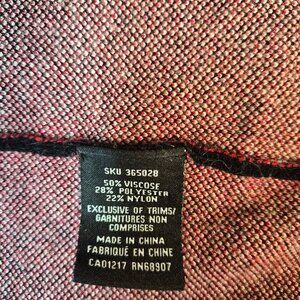 SKU 365028
50% VISCOSE
28% POLYESTER
22% NYLON
EXCLUSIVE OF TRIMS/
GARNITURES NON
COMPRISES
MADE IN CHINA
FABRIQUÉ EN CHINE
CA01217 RN68907